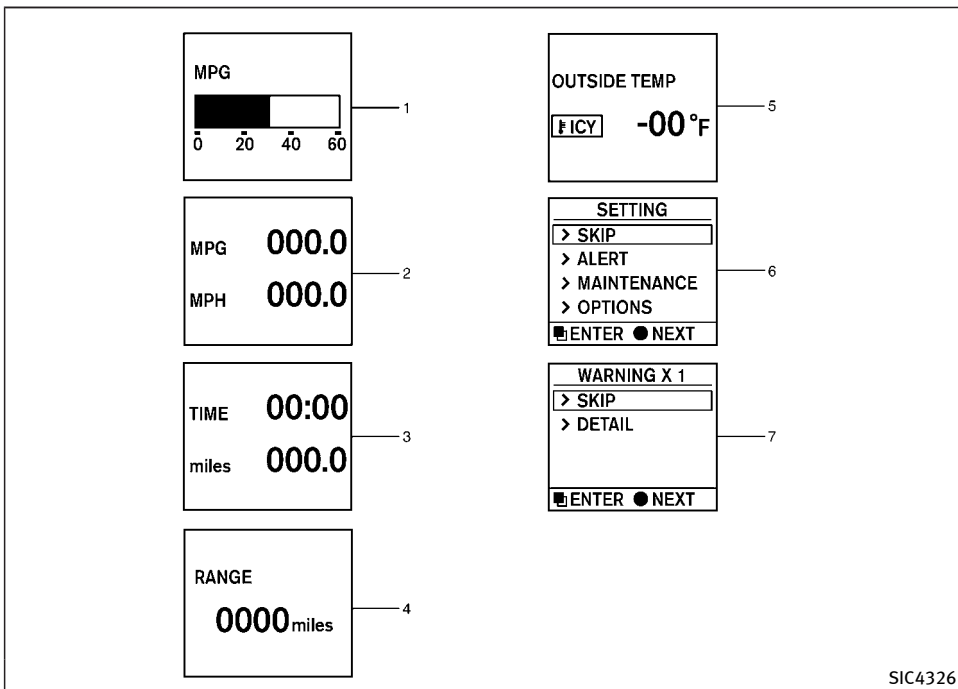 MPG
0 20 40 60
1
MPG 000.0
MPH 000.0
2
TIME 00:00
miles 000.0
3
RANGE
0000 miles
4
OUTSIDE TEMP
ICY -00°F
5
SETTING
> SKIP
> ALERT
> MAINTENANCE
> OPTIONS
ENTER ● NEXT
6
WARNING X 1
> SKIP
> DETAIL
ENTER ● NEXT
7
SIC4326